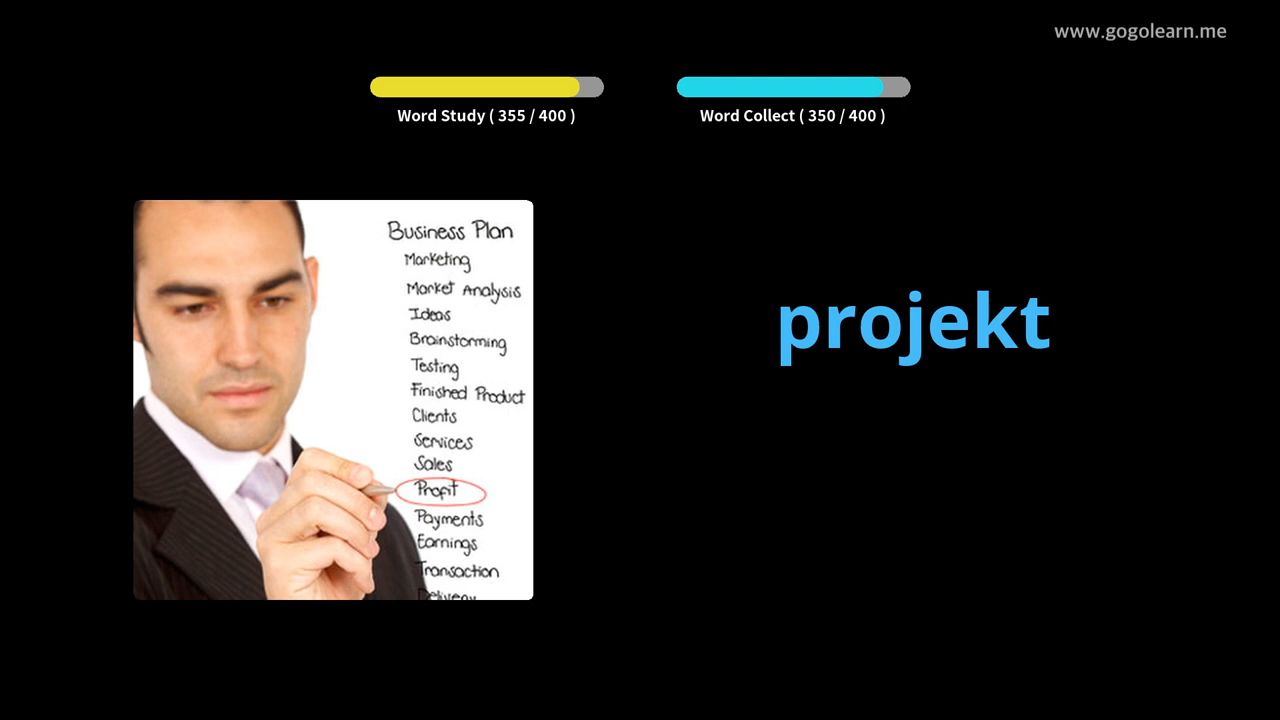 www.gogolearn.me
Word Study ( 355 / 400 )
Word Collect ( 350 / 400 )
Business Plan
Marketing
Market Analysis
Ideas
Brainstorming
Testing
Finished Product
Clients
Services
Sales
Profit
Payments
Earnings
Transaction
Delivery
projekt